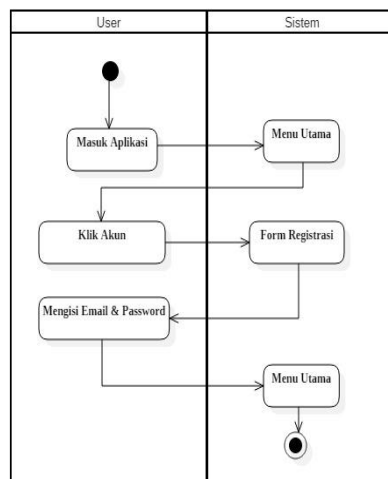 User
Sistem
Masuk Aplikasi
Menu Utama
Klik Akun
Form Registrasi
Mengisi Email & Password
Menu Utama